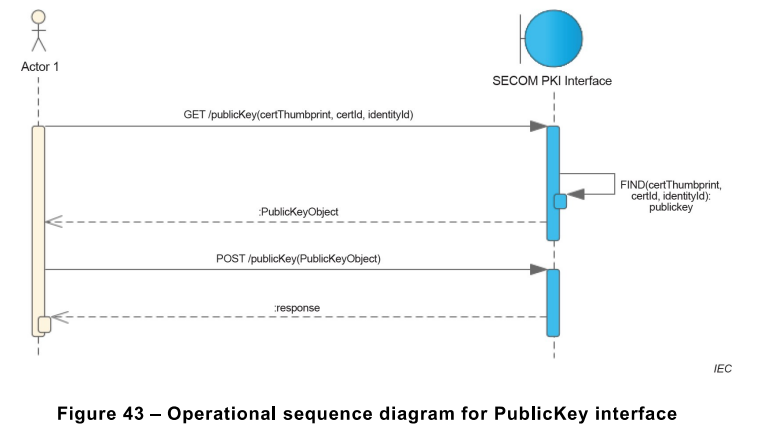 Actor 1
SECOM PKI Interface
GET /publicKey(certThumbprint, certId, identityId)
FIND(certThumbprint,
certId, identityId):
publickey
:PublicKeyObject
POST /publicKey(PublicKeyObject)
:response
IEC
Figure 43 – Operational sequence diagram for PublicKey interface